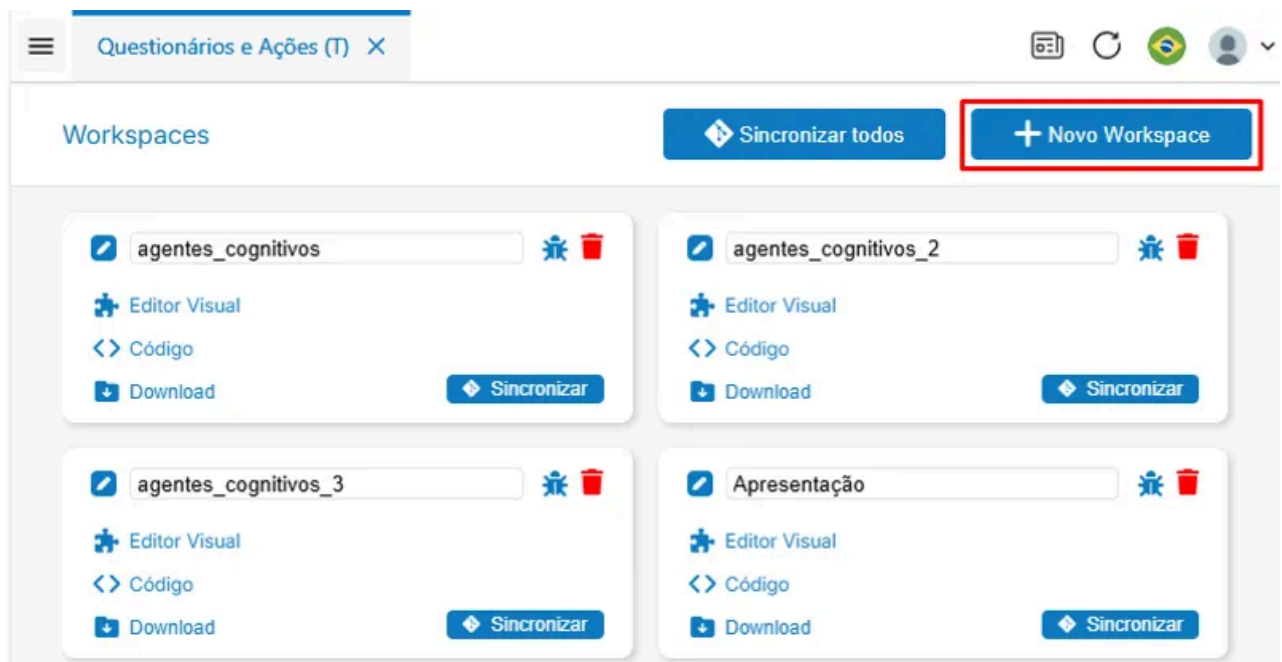 Questionários e Ações (T)
Workspaces
Sincronizar todos
Novo Workspace
agentes_cognitivos
Editor Visual
Código
Download
Sincronizar
agentes_cognitivos_2
Editor Visual
Código
Download
Sincronizar
agentes_cognitivos_3
Editor Visual
Código
Download
Sincronizar
Apresentação
Editor Visual
Código
Download
Sincronizar